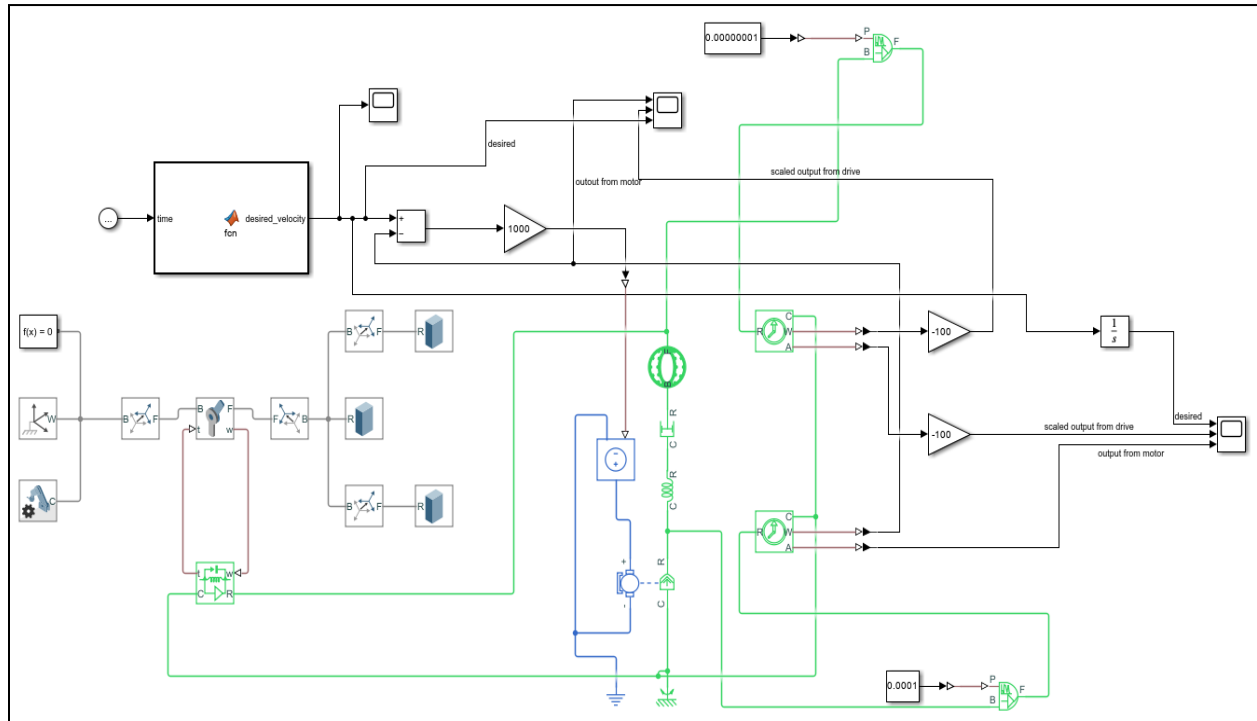 0.00000001
P
B
F
desired
outout from motor
scaled output from drive
time
fcn
desired_velocity
+
−
1000
f(x) = 0
B
F
R
R
C
W
A
-100
1
s
W
B
F
B
F
t
w
F
B
R
R
C
-
+
R
C
-100
desired
scaled output from drive
output from motor
C
B
F
R
R
C
W
A
t
w
C
R
+
-
R
C
0.0001
P
B
F